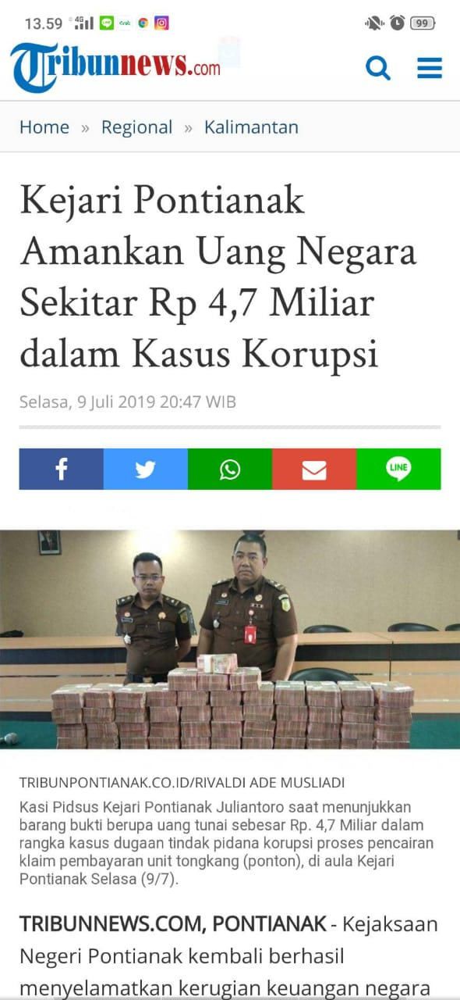 13.59 4G LINE Grab 99
Tribunnews.com
Home » Regional » Kalimantan
Kejari Pontianak
Amankan Uang Negara
Sekitar Rp 4,7 Miliar
dalam Kasus Korupsi
Selasa, 9 Juli 2019 20:47 WIB
LINE
TRIBUNPONTIANAK.CO.ID/RIVALDI ADE MUSLIADI
Kasi Pidsus Kejari Pontianak Juliantoro saat menunjukkan
barang bukti berupa uang tunai sebesar Rp. 4,7 Miliar dalam
rangka kasus dugaan tindak pidana korupsi proses pencairan
klaim pembayaran unit tongkang (ponton), di aula Kejari
Pontianak Selasa (9/7).
TRIBUNNEWS.COM, PONTIANAK - Kejaksaan
Negeri Pontianak kembali berhasil
menyelamatkan kerugian keuangan negara